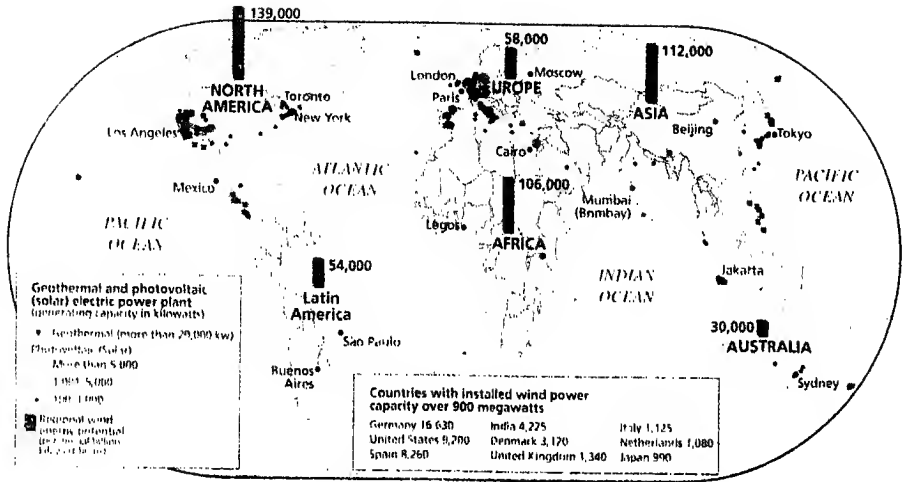 139,000
58,000
112,000
London
Moscow
NORTH
AMERICA
Toronto
Paris
EUROPE
New York
ASIA
Los Angeles
Beijing
Tokyo
Cairo
ATLANTIC
OCEAN
PACIFIC
OCEAN
Mexico
106,000
Mumbai
(Bombay)
PACIFIC
OCEAN
Lagos
AFRICA
54,000
Latin
America
INDIAN
OCEAN
Jakarta
30,000
AUSTRALIA
São Paulo
Buenos
Aires
Sydney
Geothermal and photovoltaic
(solar) electric power plant
(generating capacity in kilowatts)
Geothermal (more than 20,000 kw)
Photovoltaic (Solar)
More than 5,000
Regional wind
energy potential
Countries with installed wind power
capacity over 900 megawatts
Germany 16,630 India 4,225 Italy 1,125
United States 9,200 Denmark 3,120 Netherlands 1,080
Spain 8,260 United Kingdom 1,340 Japan 990